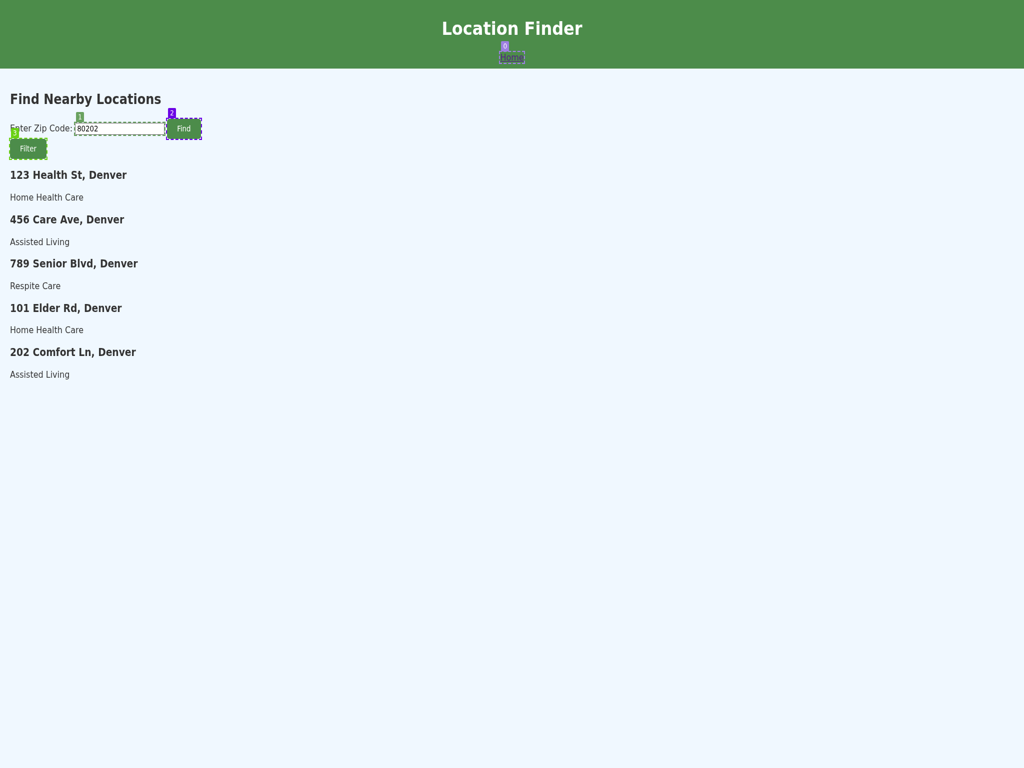 Location Finder
0
Home
Find Nearby Locations
1
2
3
Enter Zip Code: 80202 Find
Filter
123 Health St, Denver
Home Health Care
456 Care Ave, Denver
Assisted Living
789 Senior Blvd, Denver
Respite Care
101 Elder Rd, Denver
Home Health Care
202 Comfort Ln, Denver
Assisted Living